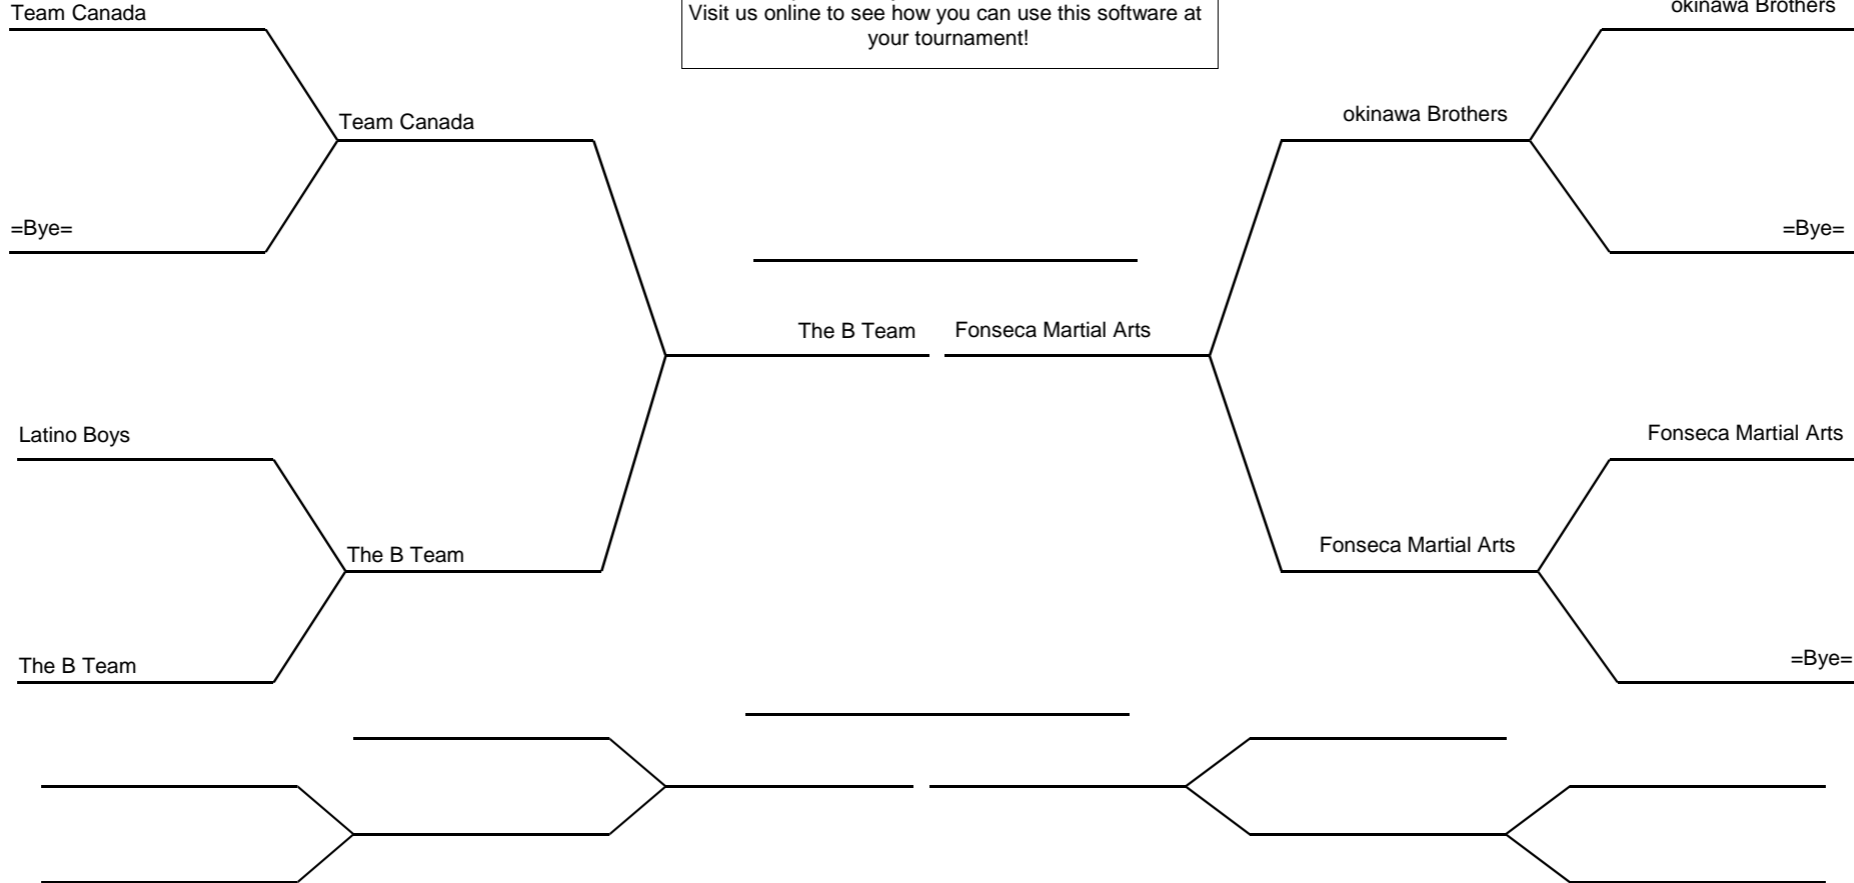 Team Canada
Visit us online to see how you can use this software at
your tournament!
okinawa Brothers
Team Canada
okinawa Brothers
=Bye=
=Bye=
The B Team
Fonseca Martial Arts
Latino Boys
Fonseca Martial Arts
The B Team
Fonseca Martial Arts
The B Team
=Bye=